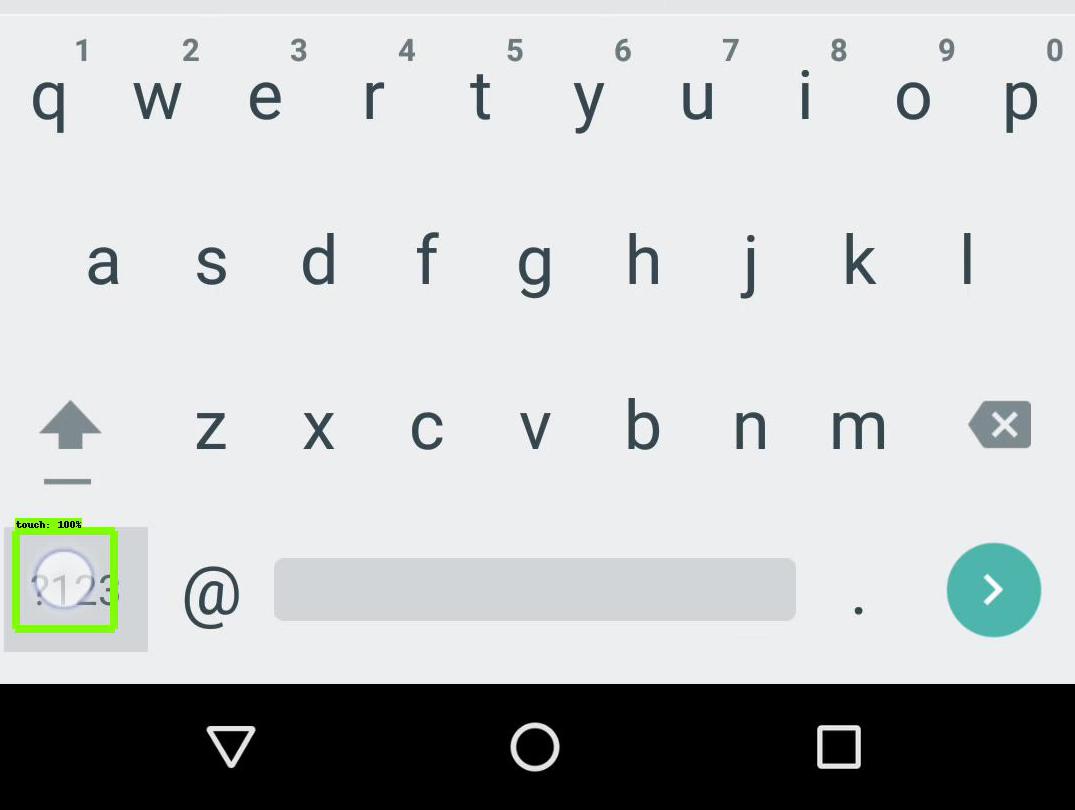 1 2 3 4 5 6 7 8 9 0
q w e r t y u i o p
a s d f g h j k l
z x c v b n m
touch: 100%
?123 @ .